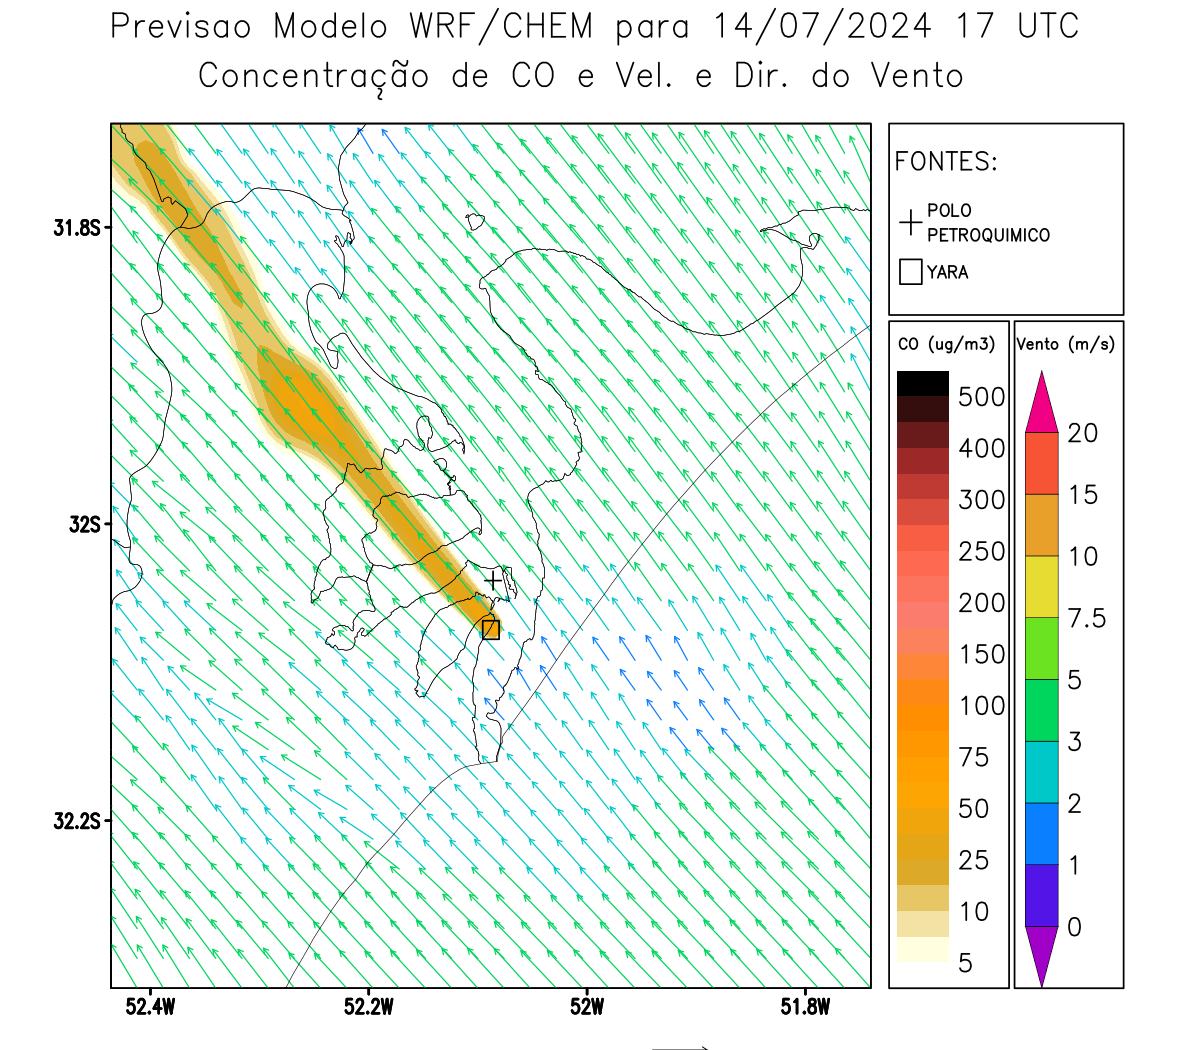 Previsao Modelo WRF/CHEM para 14/07/2024 17 UTC
Concentração de CO e Vel. e Dir. do Vento
FONTES:
POLO
PETROQUIMICO
YARA
CO (ug/m3)
500
400
300
250
200
150
100
75
50
25
10
5
Vento (m/s)
20
15
10
7.5
5
3
2
1
0
31.8S
32S
32.2S
52.4W
52.2W
52W
51.8W